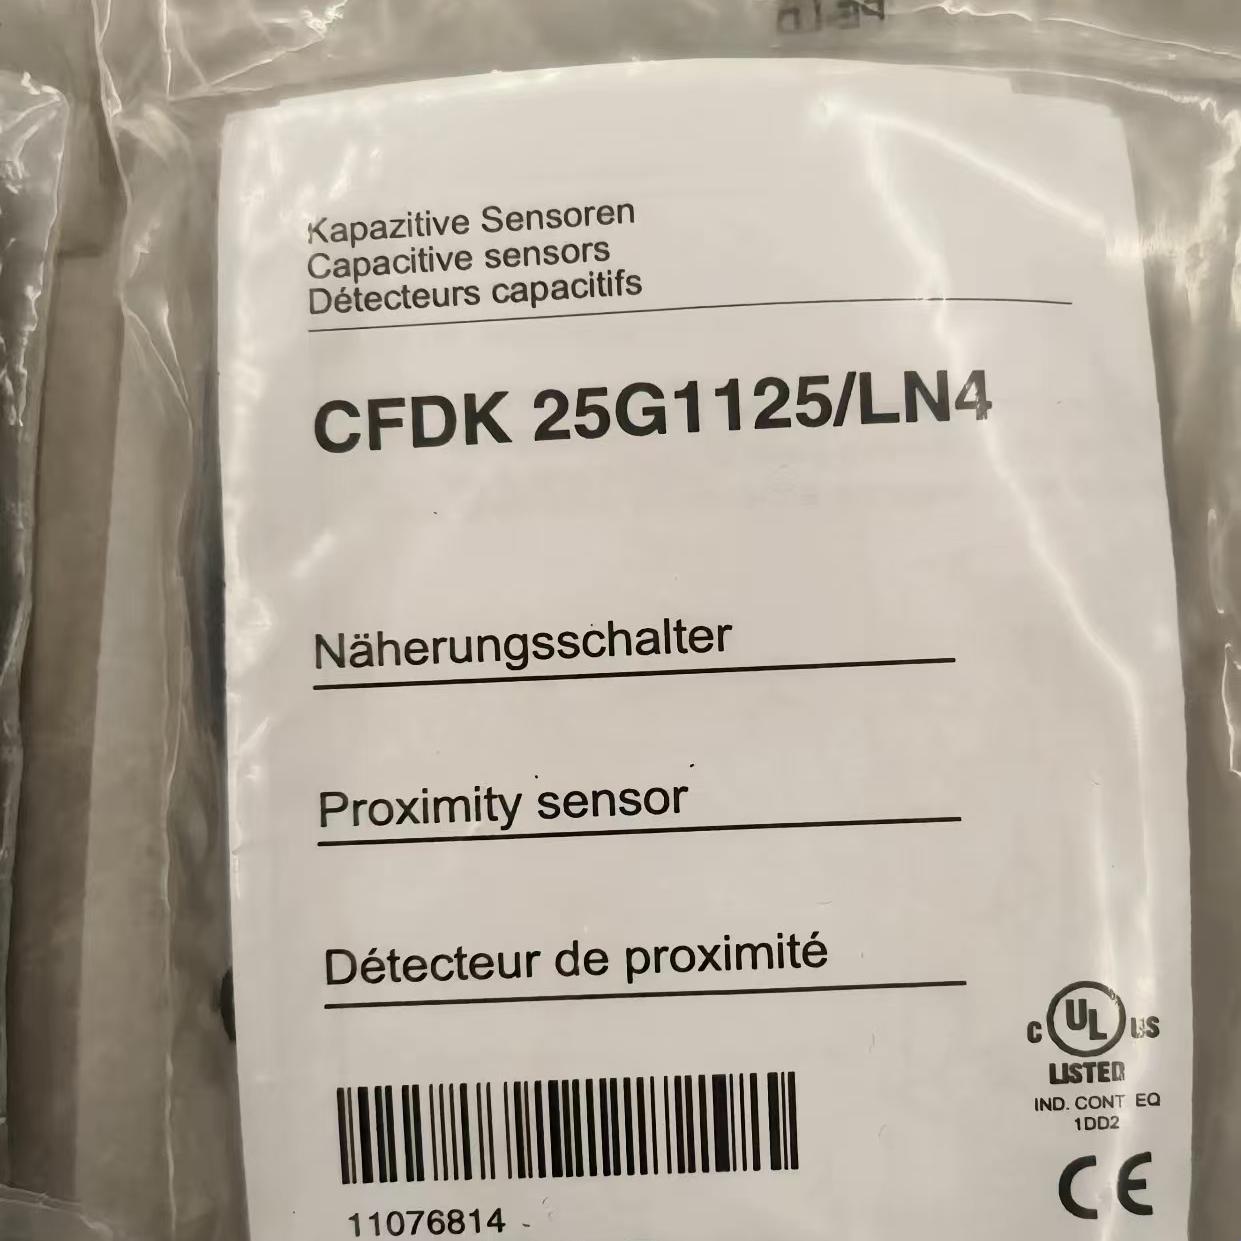 Kapazitive Sensoren
Capacitive sensors
Détecteurs capacitifs
CFDK 25G1125/LN4
Näherungsschalter
Proximity sensor
Détecteur de proximité
C UL US
LISTED
IND. CONT EQ
1DD2
CE
11076814 -